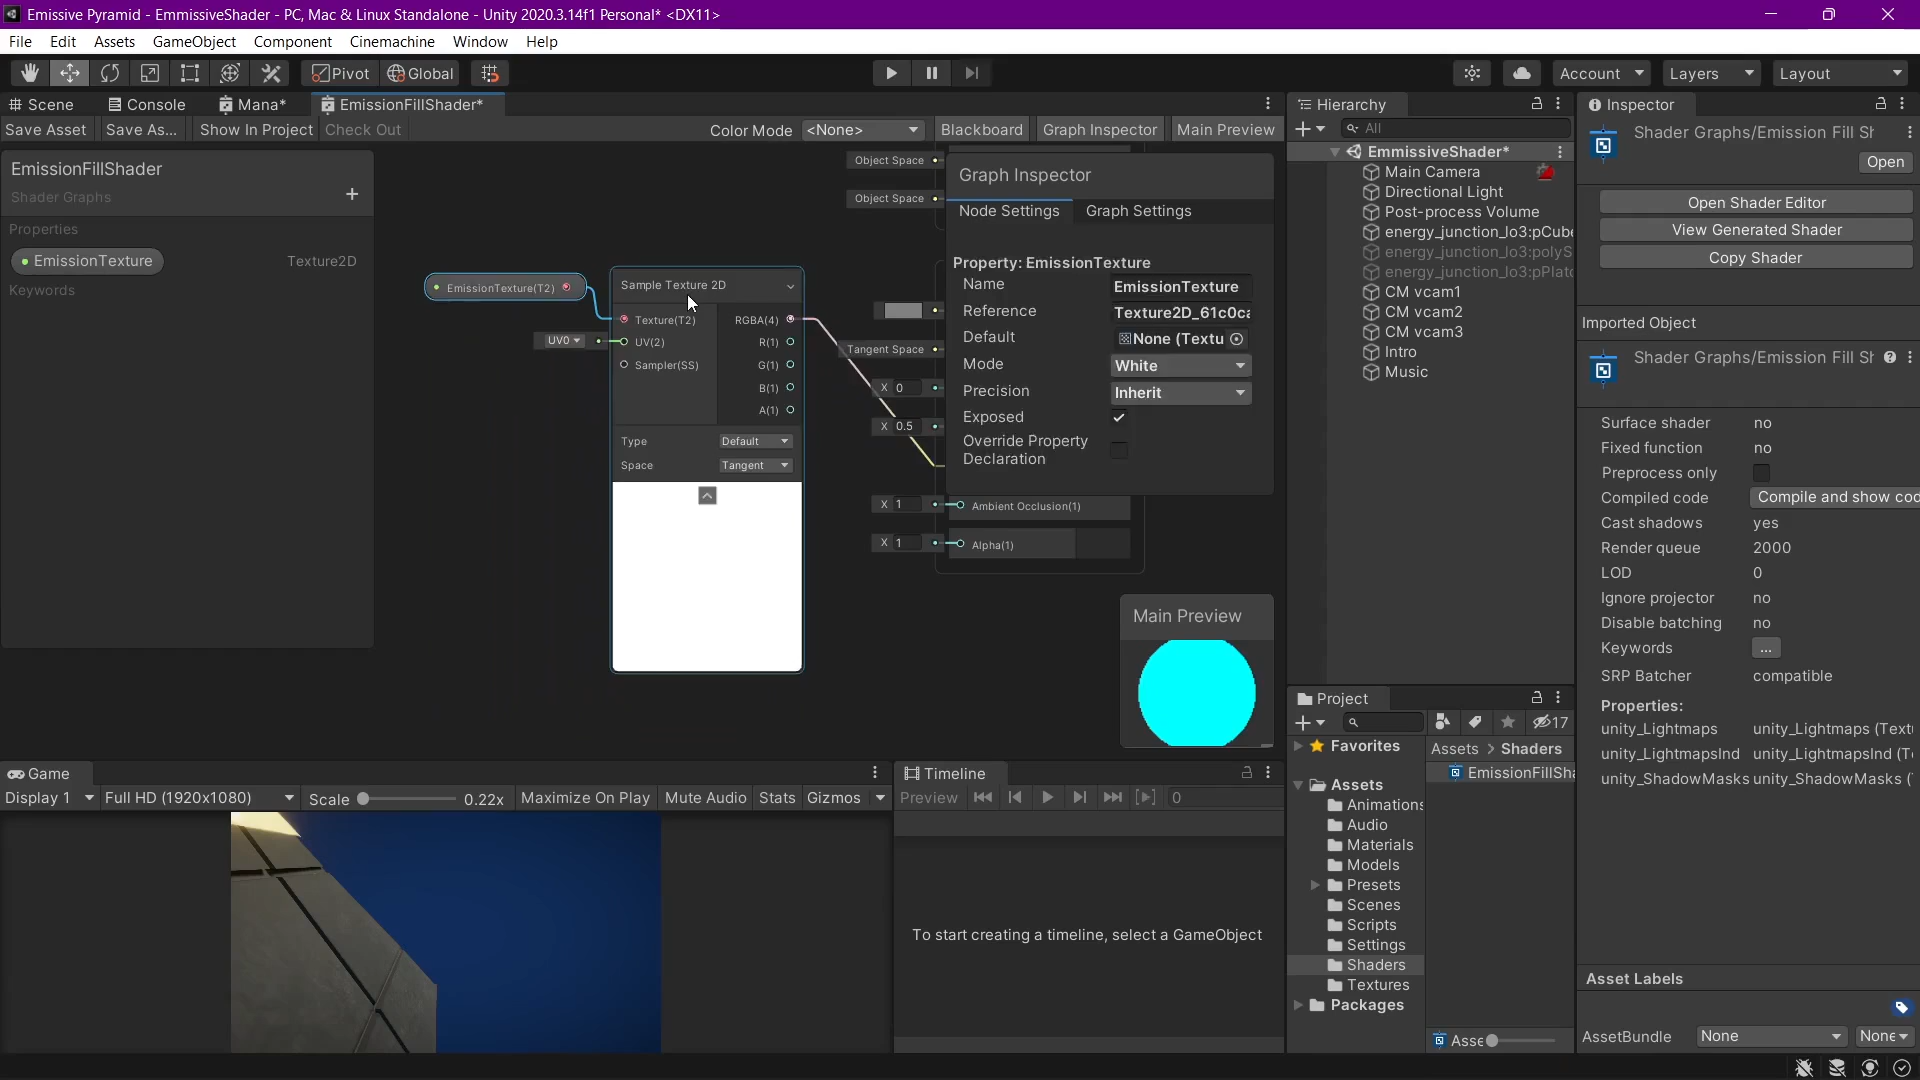 Emissive Pyramid - EmmissiveShader - PC, Mac & Linux Standalone - Unity 2020.3.14f1 Personal* <DX11>
File Edit Assets GameObject Component Cinemachine Window Help
Pivot Global Account Layers Layout
Scene Console Mana* EmissionFillShader*
Save Asset Save As... Show In Project Check Out Color Mode <None> Blackboard Graph Inspector Main Preview
EmissionFillShader
Shader Graphs
Properties
EmissionTexture Texture2D
Keywords
EmissionTexture(T2)
UV0
Sample Texture 2D
Texture(T2) RGBA(4)
UV(2) R(1)
Sampler(SS) G(1)
B(1)
A(1)
Type Default
Space Tangent
Object Space
Object Space
Tangent Space
X 0
X 0.5
X 1 Ambient Occlusion(1)
X 1 Alpha(1)
Graph Inspector
Node Settings Graph Settings
Property: EmissionTexture
Name EmissionTexture
Reference Texture2D_61c0ca
Default None (Textu
Mode White
Precision Inherit
Exposed
Override Property
Declaration
Main Preview
Hierarchy
All
EmmissiveShader*
Main Camera
Directional Light
Post-process Volume
energy_junction_lo3:pCube
energy_junction_lo3:polyS
energy_junction_lo3:pPlat
CM vcam1
CM vcam2
CM vcam3
Intro
Music
Inspector
Shader Graphs/Emission Fill Sh
Open
Open Shader Editor
View Generated Shader
Copy Shader
Imported Object
Shader Graphs/Emission Fill Sh
Surface shader no
Fixed function no
Preprocess only
Compiled code Compile and show cod
Cast shadows yes
Render queue 2000
LOD 0
Ignore projector no
Disable batching no
Keywords ...
SRP Batcher compatible
Properties:
unity_Lightmaps unity_Lightmaps (Textu
unity_LightmapsInd unity_LightmapsInd (T
unity_ShadowMasks unity_ShadowMasks (
Asset Labels
AssetBundle None None
Project
17
Favorites
Assets
Animations
Audio
Materials
Models
Presets
Scenes
Scripts
Settings
Shaders
Textures
Packages
Assets > Shaders
EmissionFillSha
Asse
Game
Display 1 Full HD (1920x1080) Scale 0.22x Maximize On Play Mute Audio Stats Gizmos
Timeline
Preview 0
To start creating a timeline, select a GameObject